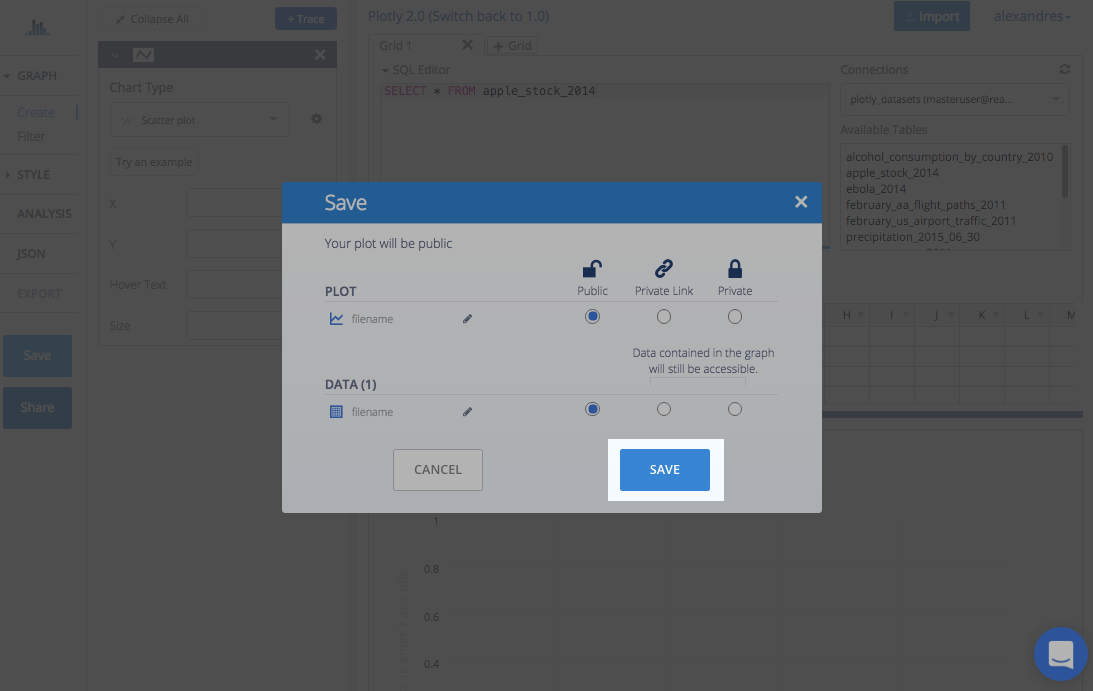 Collapse All
+ Trace
Plotly 2.0 (Switch back to 1.0)
Import
alexandres
Grid 1
+ Grid
SQL Editor
SELECT * FROM apple_stock_2014
Connections
plotly_datasets (masteruser@rea...
Available Tables
alcohol_consumption_by_country_2010
apple_stock_2014
ebola_2014
february_aa_flight_paths_2011
february_us_airport_traffic_2011
precipitation_2015_06_30
GRAPH
Create
Filter
STYLE
ANALYSIS
JSON
EXPORT
Save
Share
Chart Type
Scatter plot
Try an example
X
Y
Hover Text
Size
Save
Your plot will be public
Public
Private Link
Private
PLOT
filename
Data contained in the graph
will still be accessible.
DATA (1)
filename
CANCEL
SAVE
H I J K L M
1
0.8
0.6
0.4